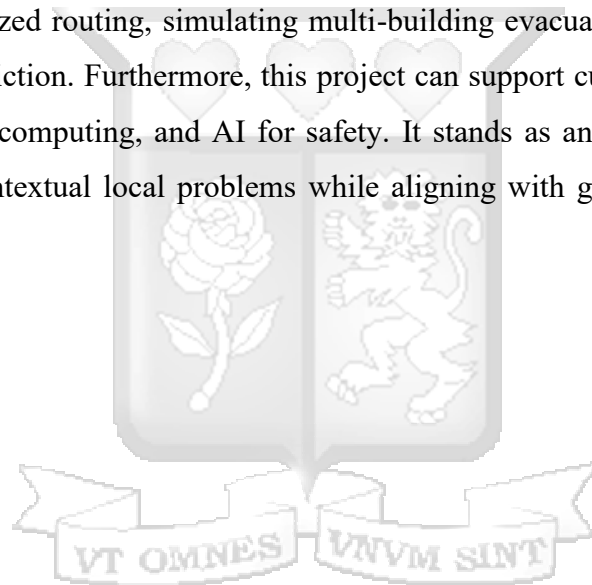 zed routing, simulating multi-building evacua
iction. Furthermore, this project can support cu
computing, and AI for safety. It stands as an
ntextual local problems while aligning with g
VT OMNES VNVM SINT